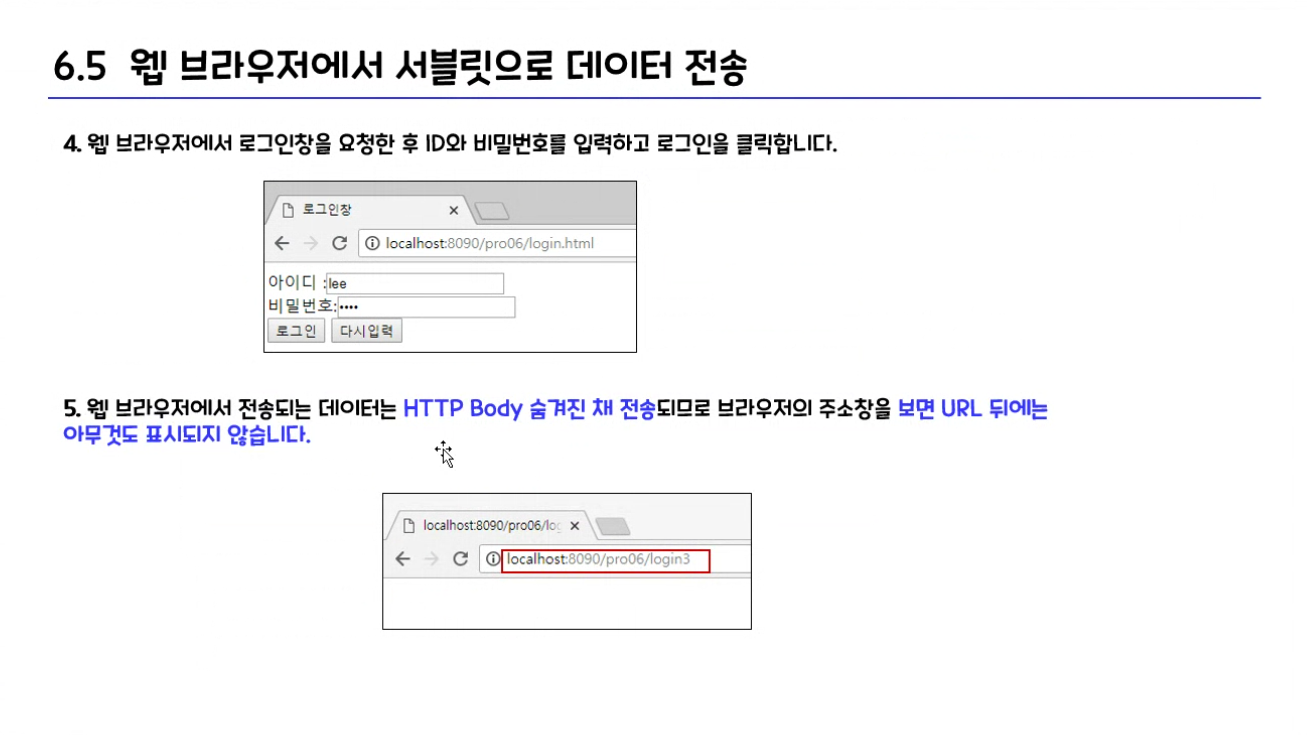 6.5 웹 브라우저에서 서블릿으로 데이터 전송
4. 웹 브라우저에서 로그인창을 요청한 후 ID와 비밀번호를 입력하고 로그인을 클릭합니다.
로그인창
localhost:8090/pro06/login.html
아이디 :lee
비밀번호:••••
로그인 다시입력
5. 웹 브라우저에서 전송되는 데이터는 HTTP Body 숨겨진 채 전송되므로 브라우저의 주소창을 보면 URL 뒤에는
아무것도 표시되지 않습니다.
localhost:8090/pro06/log
localhost:8090/pro06/login3